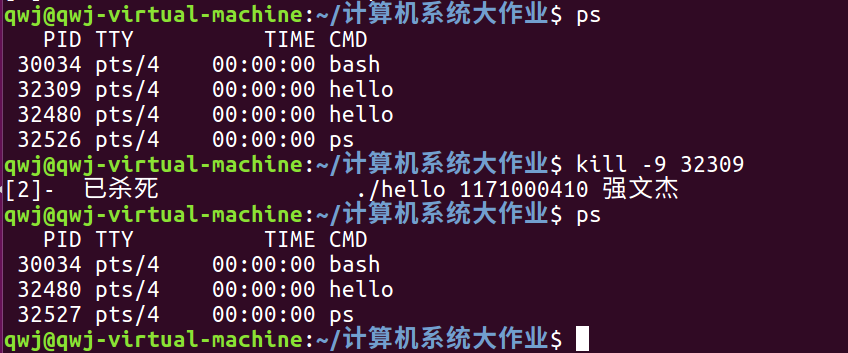 qwj@qwj-virtual-machine:~/计算机系统大作业$ ps
PID TTY TIME CMD
30034 pts/4 00:00:00 bash
32309 pts/4 00:00:00 hello
32480 pts/4 00:00:00 hello
32526 pts/4 00:00:00 ps
qwj@qwj-virtual-machine:~/计算机系统大作业$ kill -9 32309
[2]- 已杀死 ./hello 1171000410 强文杰
qwj@qwj-virtual-machine:~/计算机系统大作业$ ps
PID TTY TIME CMD
30034 pts/4 00:00:00 bash
32480 pts/4 00:00:00 hello
32527 pts/4 00:00:00 ps
qwj@qwj-virtual-machine:~/计算机系统大作业$